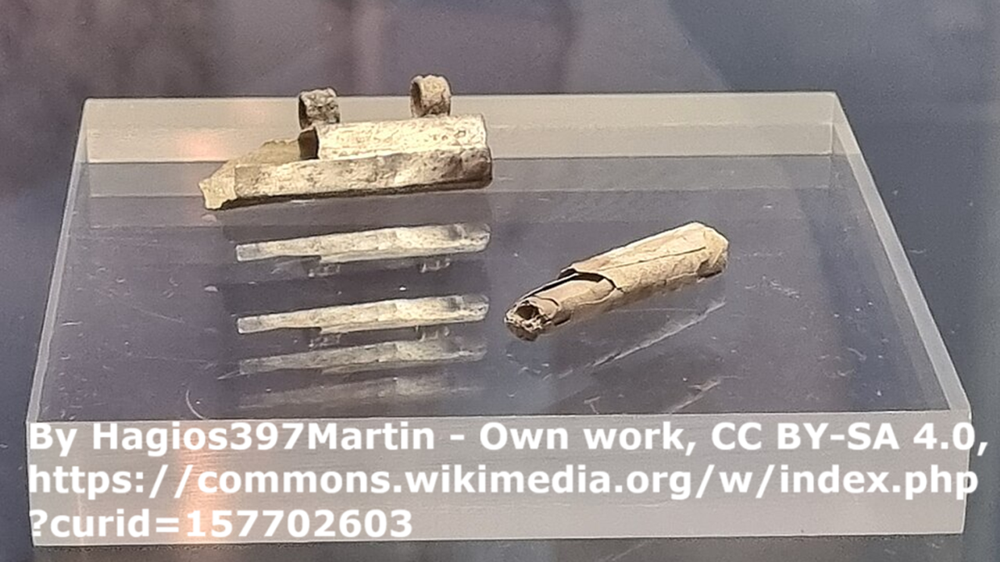 By Hagios397Martin - Own work, CC BY-SA 4.0,
https://commons.wikimedia.org/w/index.php
?curid=157702603